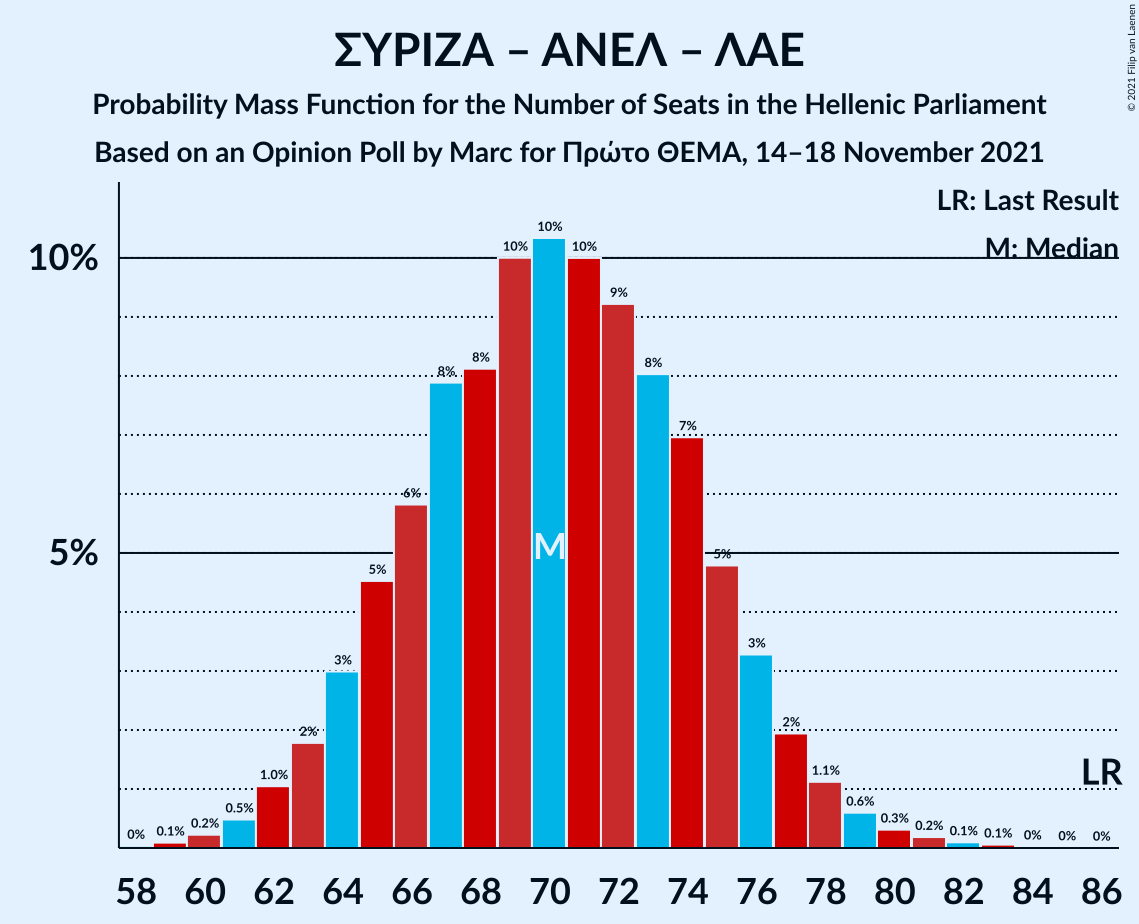 ΣΥΡΙΖΑ – ΑΝΕΛ – ΛΑΕ
Probability Mass Function for the Number of Seats in the Hellenic Parliament
Based on an Opinion Poll by Marc for Πρώτο ΘΕΜΑ, 14–18 November 2021
© 2021 Filip van Laenen
LR: Last Result
M: Median
10%
5%
0% 0.1% 0.2% 0.5% 1.0% 2% 3% 5% 6% 8% 8% 10% 10% 10% 9% 8% 7% 5% 3% 2% 1.1% 0.6% 0.3% 0.2% 0.1% 0.1% 0% 0% 0%
M
LR
58 60 62 64 66 68 70 72 74 76 78 80 82 84 86